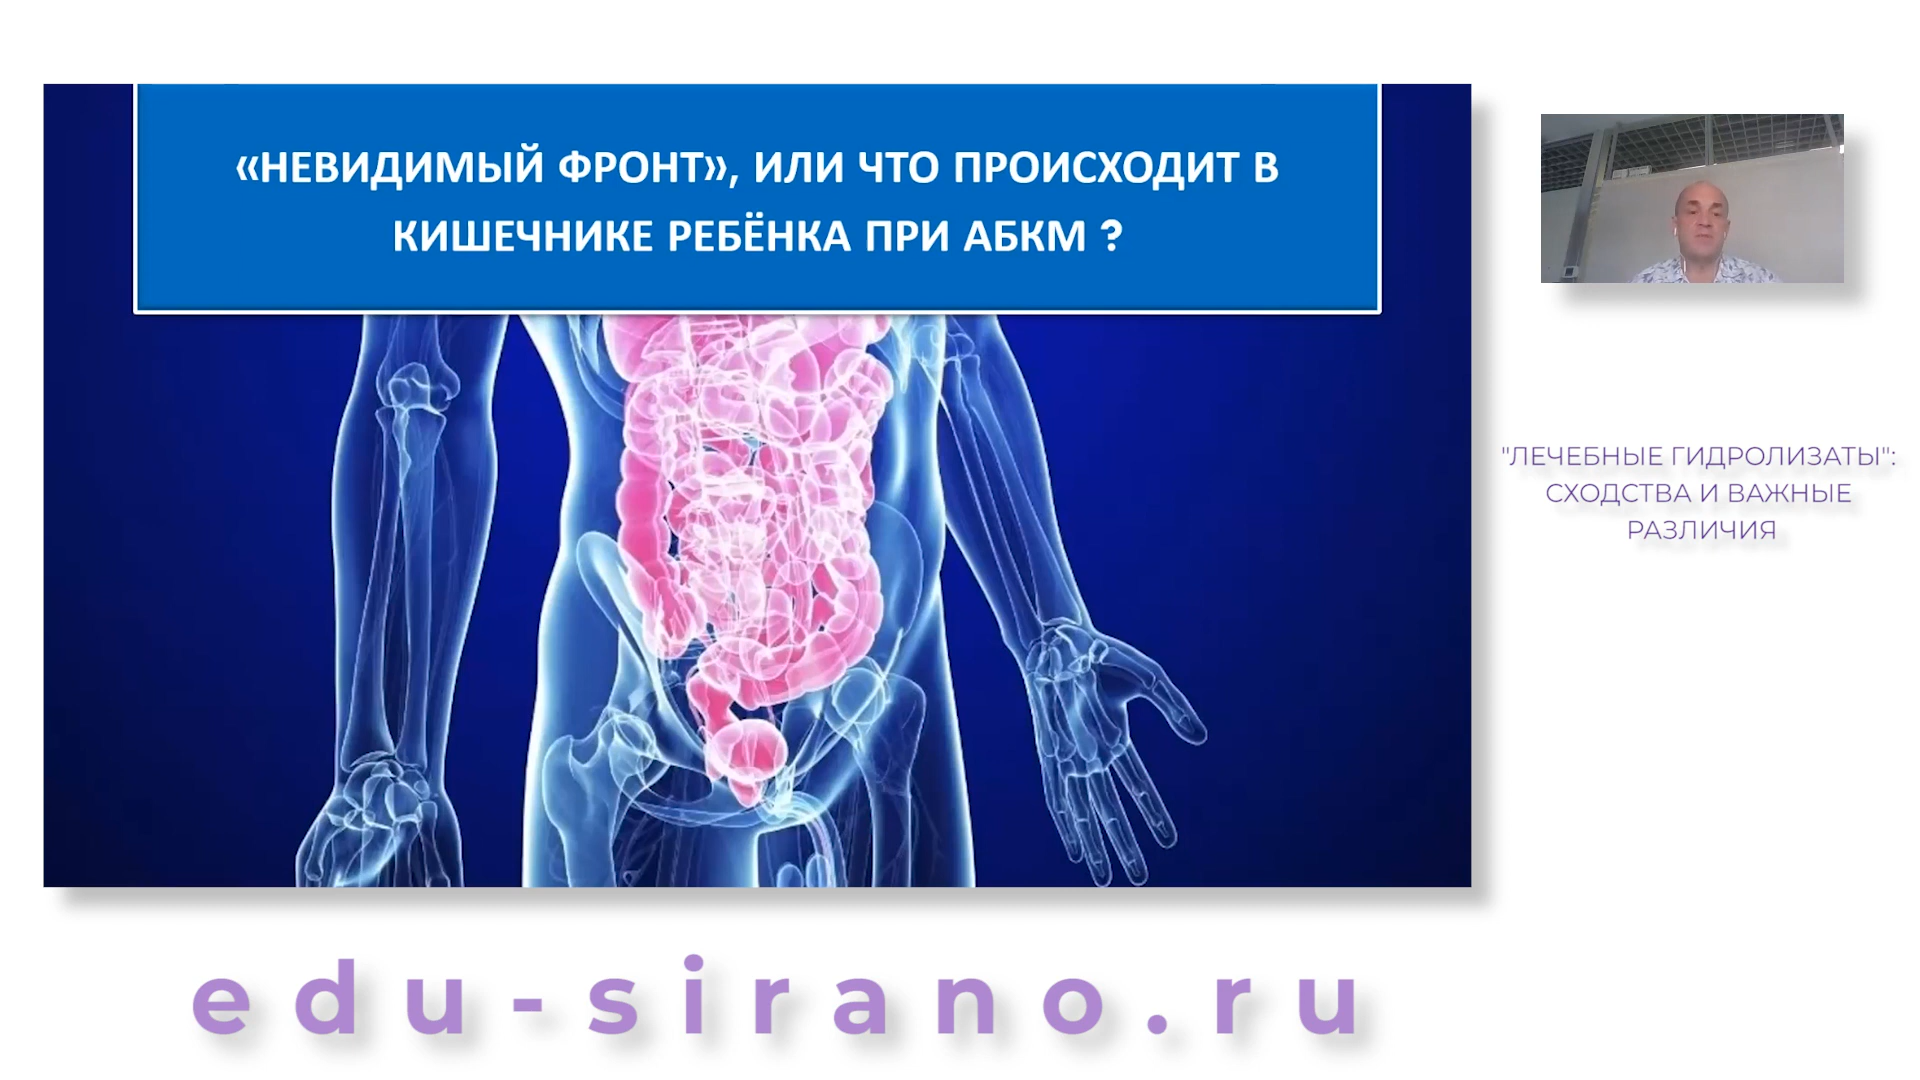 «НЕВИДИМЫЙ ФРОНТ», ИЛИ ЧТО ПРОИСХОДИТ В
КИШЕЧНИКЕ РЕБЁНКА ПРИ АБКМ ?
"ЛЕЧЕБНЫЕ ГИДРОЛИЗАТЫ":
СХОДСТВА И ВАЖНЫЕ
РАЗЛИЧИЯ
edu-sirano.ru